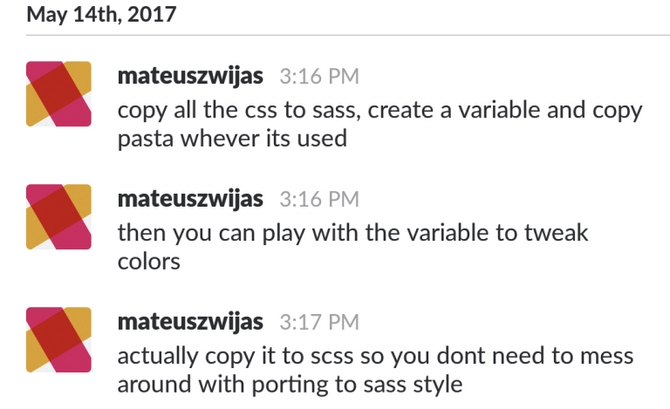 May 14th, 2017
mateuszwijas 3:16 PM
copy all the css to sass, create a variable and copy
pasta whever its used
mateuszwijas 3:16 PM
then you can play with the variable to tweak
colors
mateuszwijas 3:17 PM
actually copy it to scss so you dont need to mess
around with porting to sass style